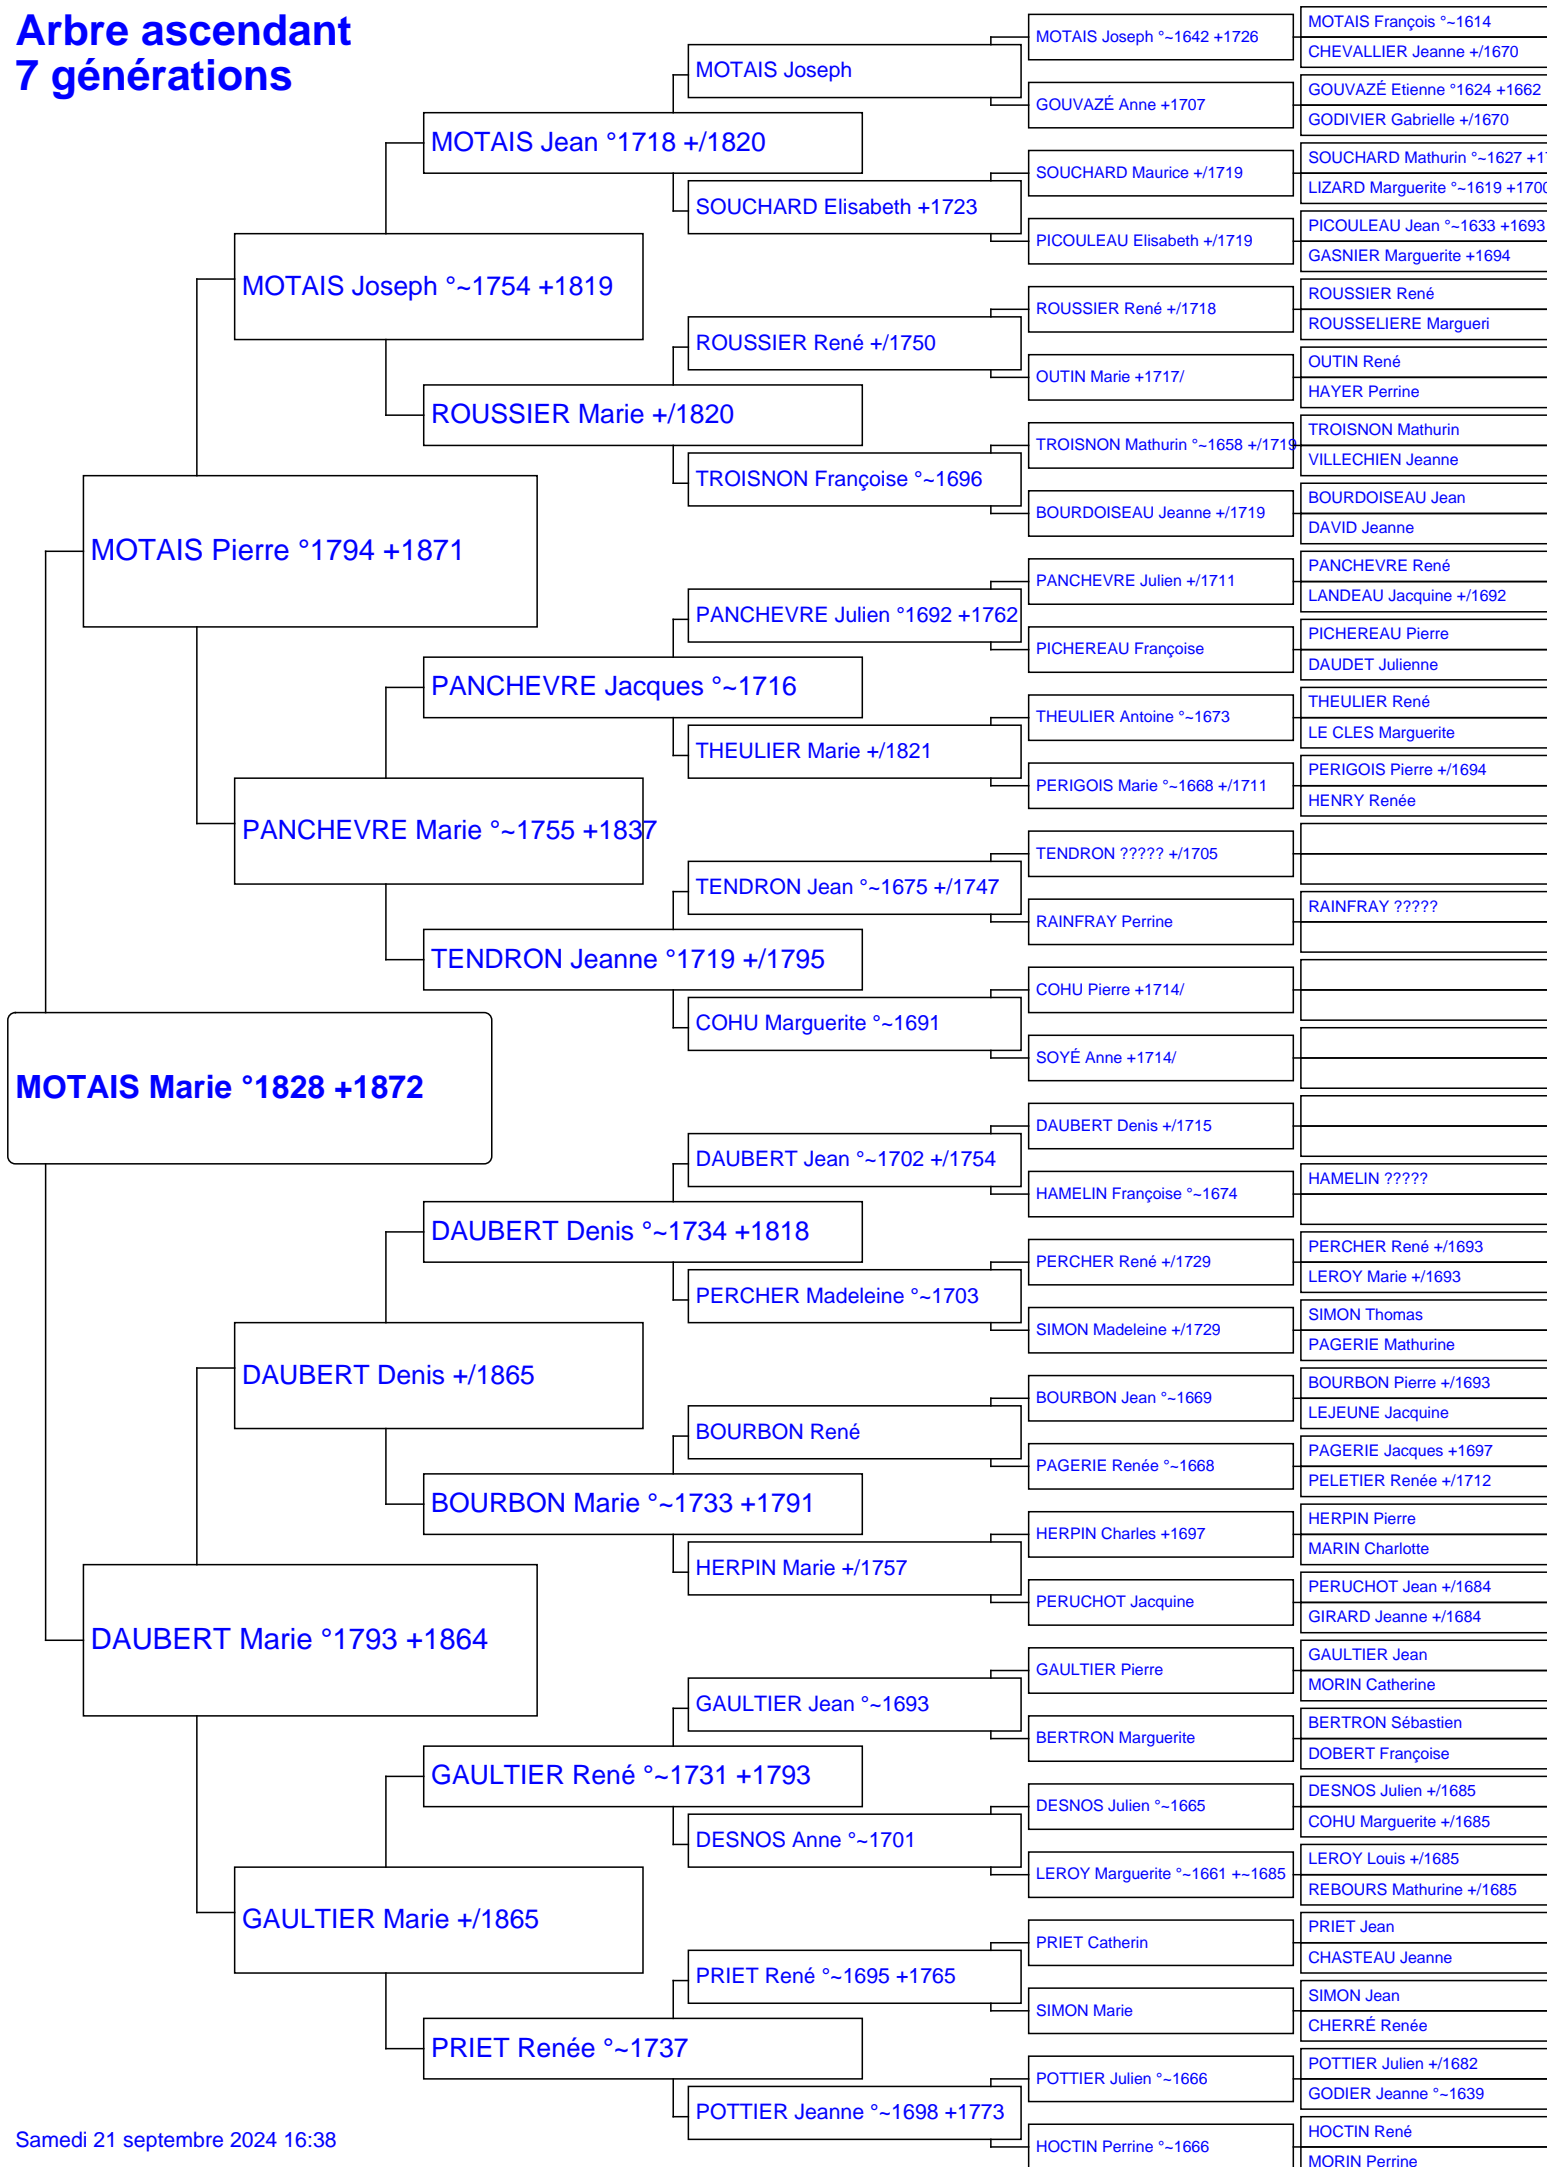 Arbre ascendant
7 générations
MOTAIS Marie °1828 +1872
MOTAIS Pierre °1794 +1871
DAUBERT Marie °1793 +1864
MOTAIS Joseph °~1754 +1819
PANCHEVRE Marie °~1755 +1837
DAUBERT Denis +/1865
GAULTIER Marie +/1865
MOTAIS Jean °1718 +/1820
ROUSSIER Marie +/1820
PANCHEVRE Jacques °~1716
TENDRON Jeanne °1719 +/1795
DAUBERT Denis °~1734 +1818
BOURBON Marie °~1733 +1791
GAULTIER René °~1731 +1793
PRIET Renée °~1737
MOTAIS Joseph
SOUCHARD Elisabeth +1723
ROUSSIER René +/1750
TROISNON Françoise °~1696
PANCHEVRE Julien °1692 +1762
THEULIER Marie +/1821
TENDRON Jean °~1675 +/1747
COHU Marguerite °~1691
DAUBERT Jean °~1702 +/1754
PERCHER Madeleine °~1703
BOURBON René
HERPIN Marie +/1757
GAULTIER Jean °~1693
DESNOS Anne °~1701
PRIET René °~1695 +1765
POTTIER Jeanne °~1698 +1773
MOTAIS Joseph °~1642 +1726
GOUVAZÉ Anne +1707
SOUCHARD Maurice +/1719
PICOULEAU Elisabeth +/1719
ROUSSIER René +/1718
OUTIN Marie +1717/
TROISNON Mathurin °~1658 +/1719
BOURDOISEAU Jeanne +/1719
PANCHEVRE Julien +/1711
PICHEREAU Françoise
THEULIER Antoine °~1673
PERIGOIS Marie °~1668 +/1711
TENDRON ????? +/1705
RAINFRAY Perrine
COHU Pierre +1714/
SOYÉ Anne +1714/
DAUBERT Denis +/1715
HAMELIN Françoise °~1674
PERCHER René +/1729
SIMON Madeleine +/1729
BOURBON Jean °~1669
PAGERIE Renée °~1668
HERPIN Charles +1697
PERUCHOT Jacquine
GAULTIER Pierre
BERTRON Marguerite
DESNOS Julien °~1665
LEROY Marguerite °~1661 +~1685
PRIET Catherin
SIMON Marie
POTTIER Julien °~1666
HOCTIN Perrine °~1666
MOTAIS François °~1614
CHEVALLIER Jeanne +/1670
GOUVAZÉ Etienne °1624 +1662
GODIVIER Gabrielle +/1670
SOUCHARD Mathurin °~1627 +1
LIZARD Marguerite °~1619 +1700
PICOULEAU Jean °~1633 +1693
GASNIER Marguerite +1694
ROUSSIER René
ROUSSELIERE Margueri
OUTIN René
HAYER Perrine
TROISNON Mathurin
VILLECHIEN Jeanne
BOURDOISEAU Jean
DAVID Jeanne
PANCHEVRE René
LANDEAU Jacquine +/1692
PICHEREAU Pierre
DAUDET Julienne
THEULIER René
LE CLES Marguerite
PERIGOIS Pierre +/1694
HENRY Renée
RAINFRAY ?????
HAMELIN ?????
PERCHER René +/1693
LEROY Marie +/1693
SIMON Thomas
PAGERIE Mathurine
BOURBON Pierre +/1693
LEJEUNE Jacquine
PAGERIE Jacques +1697
PELETIER Renée +/1712
HERPIN Pierre
MARIN Charlotte
PERUCHOT Jean +/1684
GIRARD Jeanne +/1684
GAULTIER Jean
MORIN Catherine
BERTRON Sébastien
DOBERT Françoise
DESNOS Julien +/1685
COHU Marguerite +/1685
LEROY Louis +/1685
REBOURS Mathurine +/1685
PRIET Jean
CHASTEAU Jeanne
SIMON Jean
CHERRÉ Renée
POTTIER Julien +/1682
GODIER Jeanne °~1639
HOCTIN René
MORIN Perrine
Samedi 21 septembre 2024 16:38